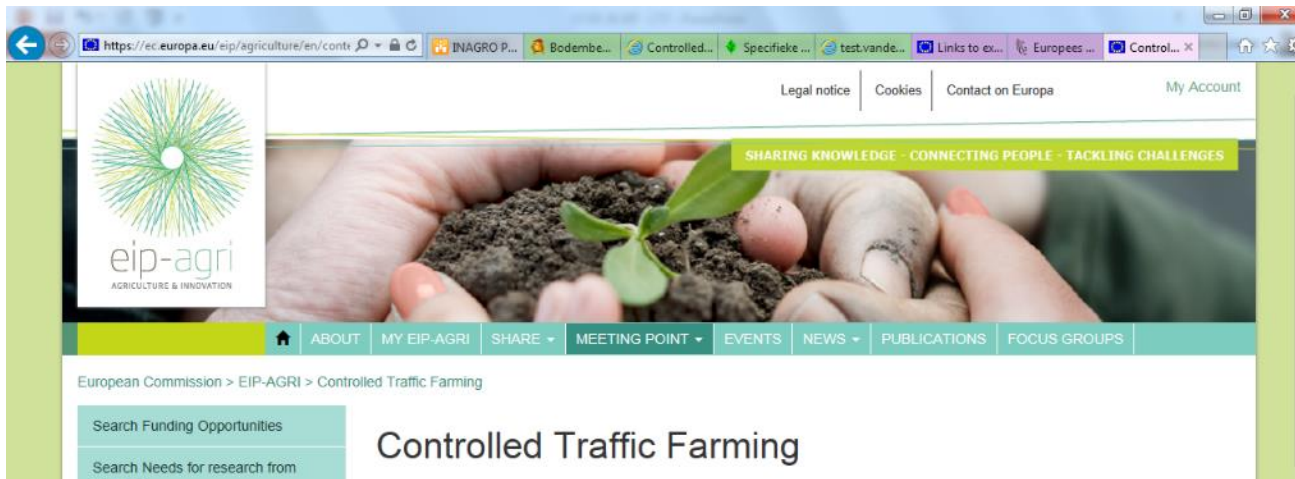 https://ec.europa.eu/eip/agriculture/en/conte
INAGRO P...
Bodembe...
Controlled...
Specifieke ...
test.vande...
Links to ex...
Europees ...
Control...
Legal notice
Cookies
Contact on Europa
My Account
SHARING KNOWLEDGE - CONNECTING PEOPLE - TACKLING CHALLENGES
eip-agri
AGRICULTURE & INNOVATION
ABOUT
MY EIP-AGRI
SHARE
MEETING POINT
EVENTS
NEWS
PUBLICATIONS
FOCUS GROUPS
European Commission > EIP-AGRI > Controlled Traffic Farming
Search Funding Opportunities
Search Needs for research from
Controlled Traffic Farming